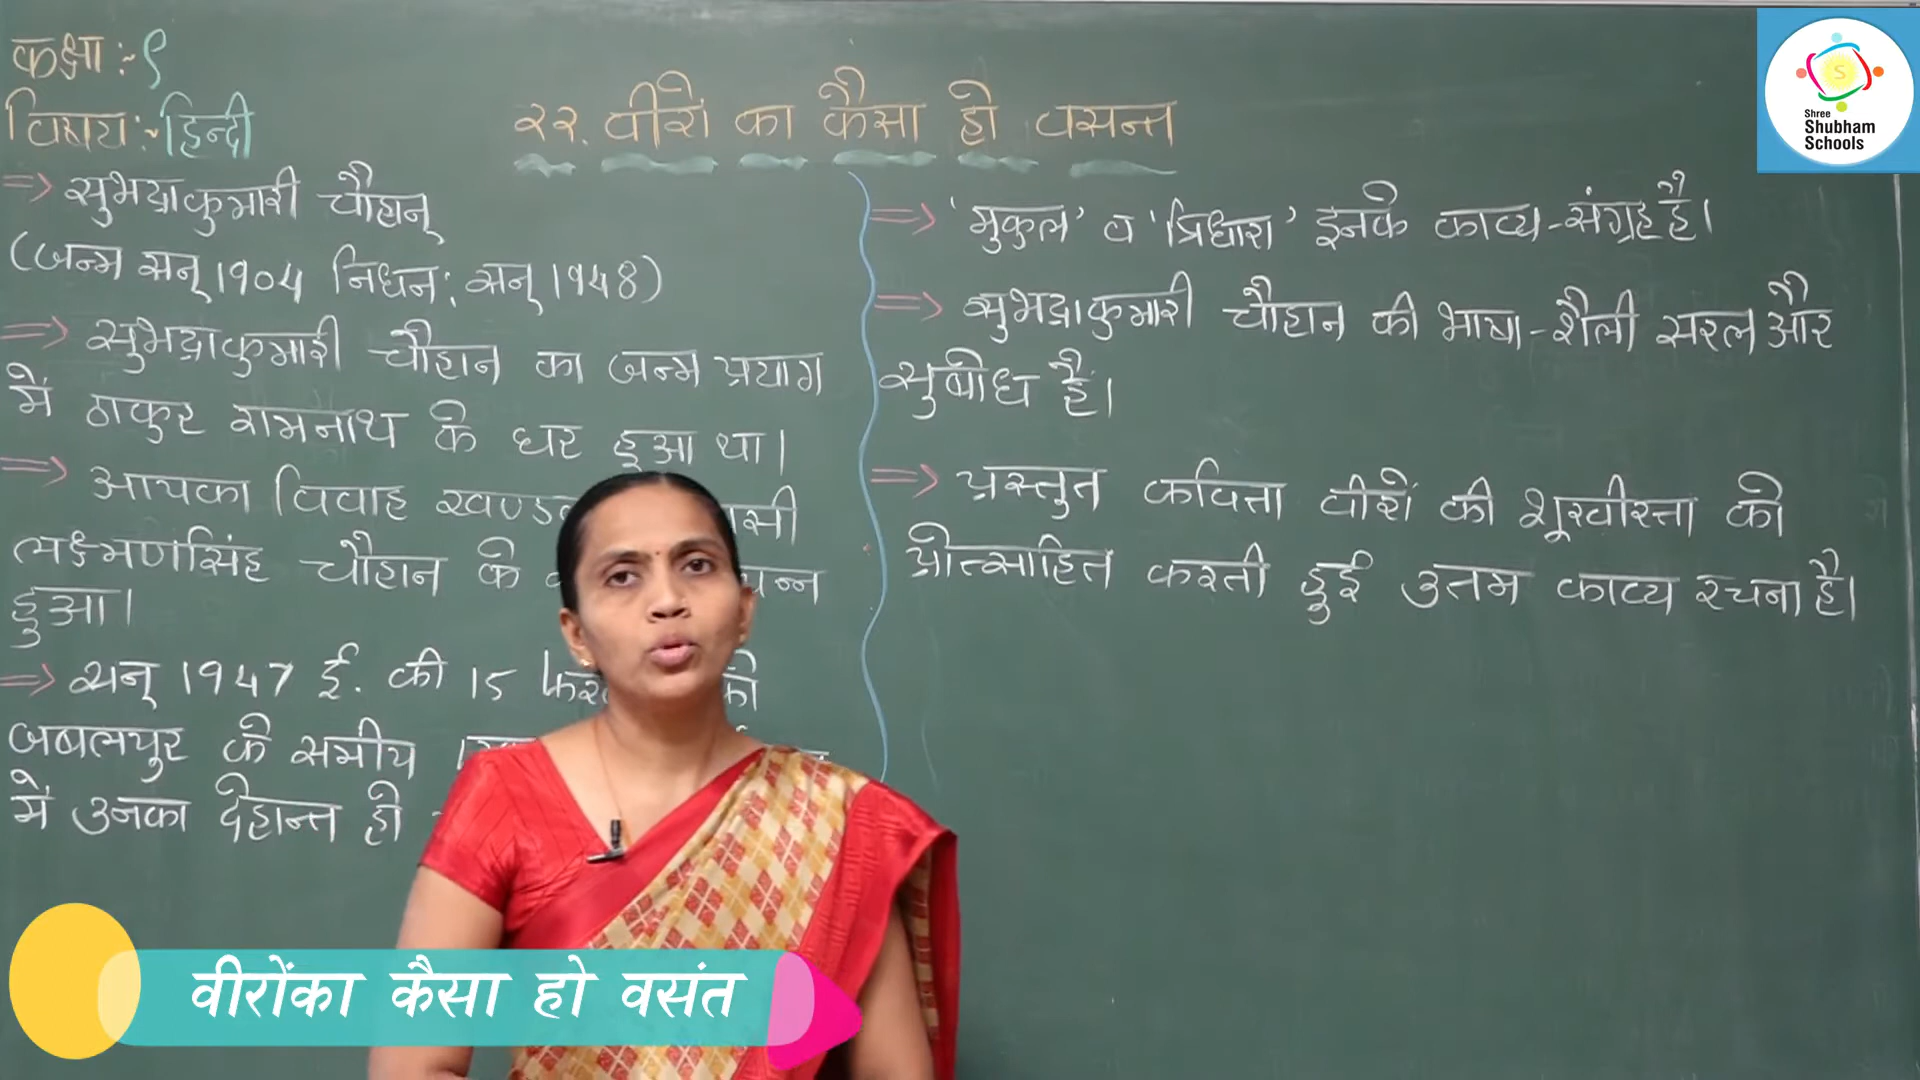 कक्षा :- ९
विषय :- हिन्दी
२२. वीरों का कैसा हो वसन्त
=> सुभद्राकुमारी चौहान
(जन्म सन् 1904 निधन: सन् 1948)
=> सुभद्राकुमारी चौहान का जन्म प्रयाग
में ठाकुर रामनाथ के घर हुआ था।
=> आपका विवाह
लक्ष्मणसिंह चौहान के
हुआ।
=> सन् 1947 ई. की 15 को
जबलपुर के समीप
में उनका देहान्त हो
=> 'मुकुल' व 'त्रिधारा' इनके काव्य-संग्रह है।
=> सुभद्राकुमारी चौहान की भाषा-शैली सरल और
सुबोध है।
=> प्रस्तुत कविता वीरों की शूरवीरता को
प्रोत्साहित करती हुई उत्तम काव्य रचना है।
Shree
Shubham
Schools
S
वीरोंका कैसा हो वसंत